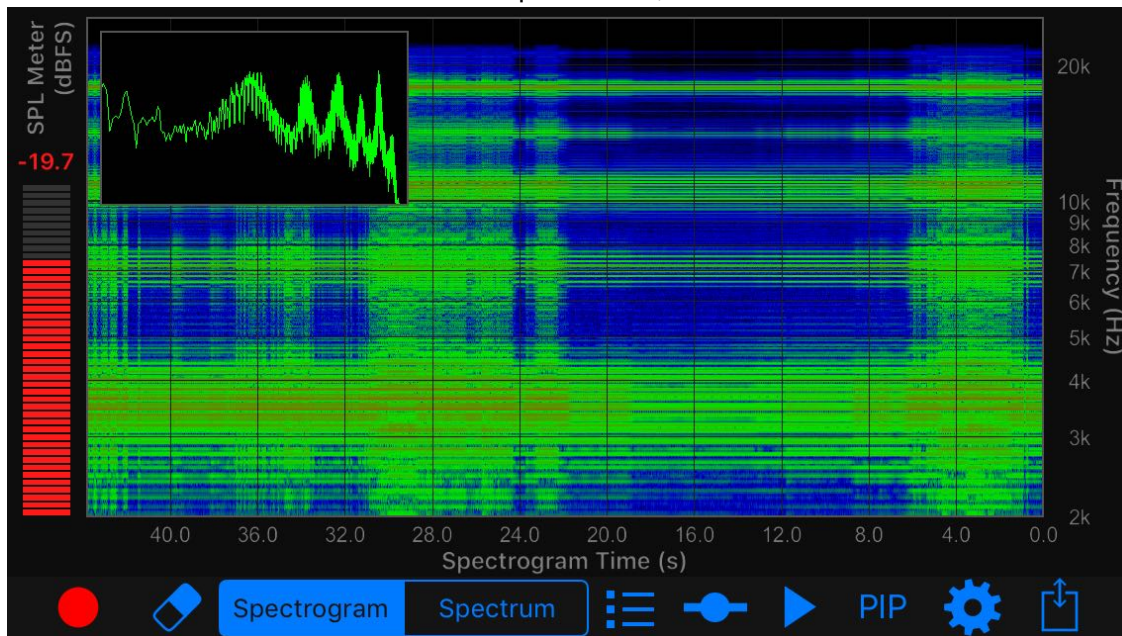 SPL Meter
(dBFS)
-19.7
20k
10k
9k
8k
7k
6k
5k
4k
3k
2k
Frequency (Hz)
40.0 36.0 32.0 28.0 24.0 20.0 16.0 12.0 8.0 4.0 0.0
Spectrogram Time (s)
Spectrogram Spectrum PIP